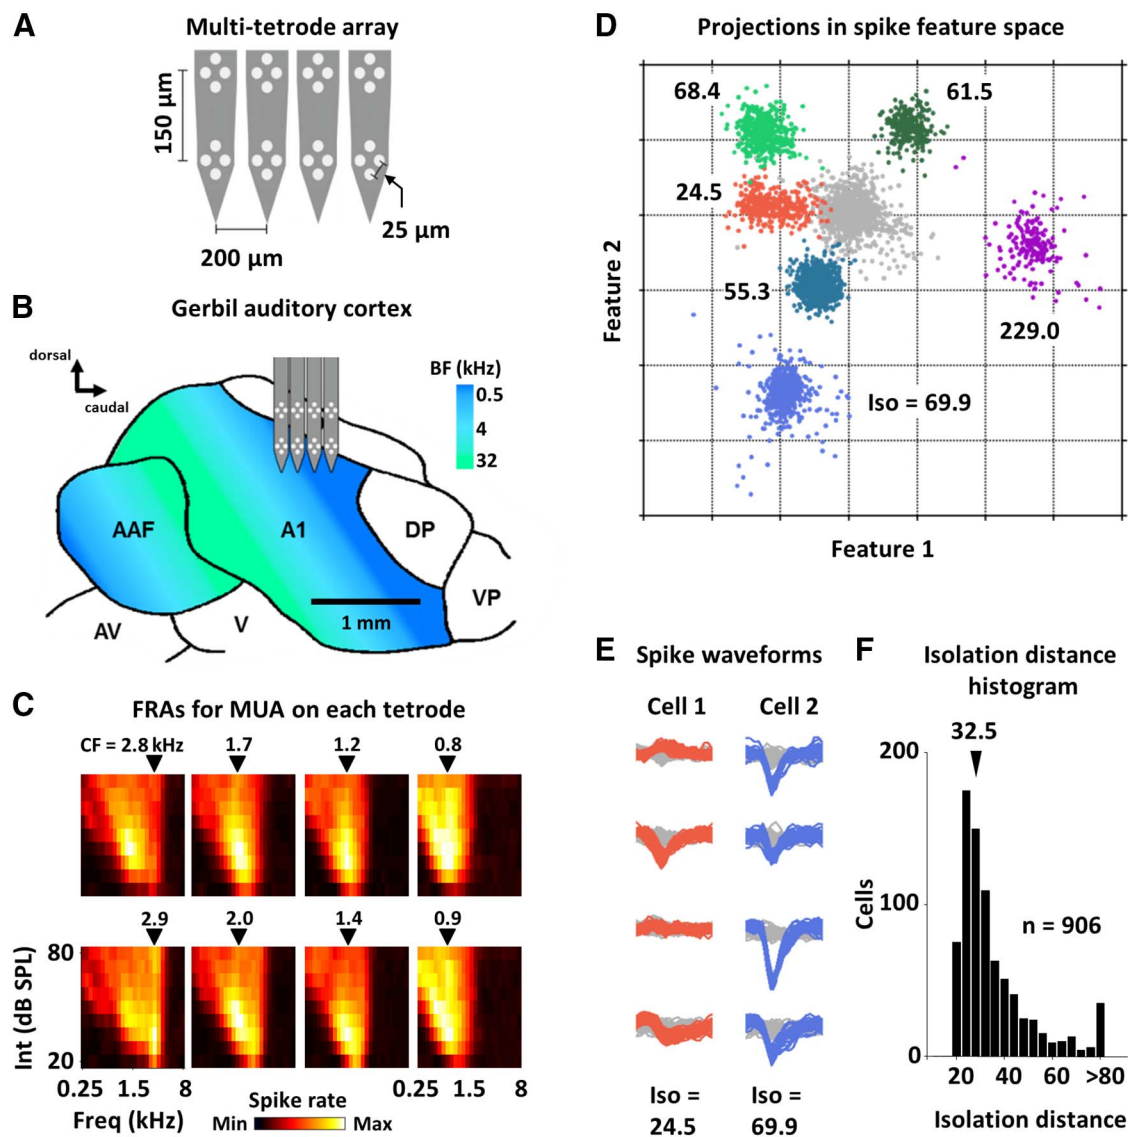 A
Multi-tetrode array
150 µm
25 µm
200 µm
B
Gerbil auditory cortex
dorsal
caudal
BF (kHz)
0.5
4
32
AAF
A1
DP
VP
AV
V
1 mm
C
FRAs for MUA on each tetrode
CF = 2.8 kHz 1.7 1.2 0.8
2.9 2.0 1.4 0.9
80
Int (dB SPL)
20
0.25 1.5 8 0.25 1.5 8
Freq (kHz)
Spike rate
Min Max
D
Projections in spike feature space
68.4
61.5
24.5
55.3
229.0
Iso = 69.9
Feature 2
Feature 1
E
Spike waveforms
Cell 1 Cell 2
Iso = Iso =
24.5 69.9
F
Isolation distance
histogram
32.5
200
100
0
Cells
n = 906
20 40 60 >80
Isolation distance